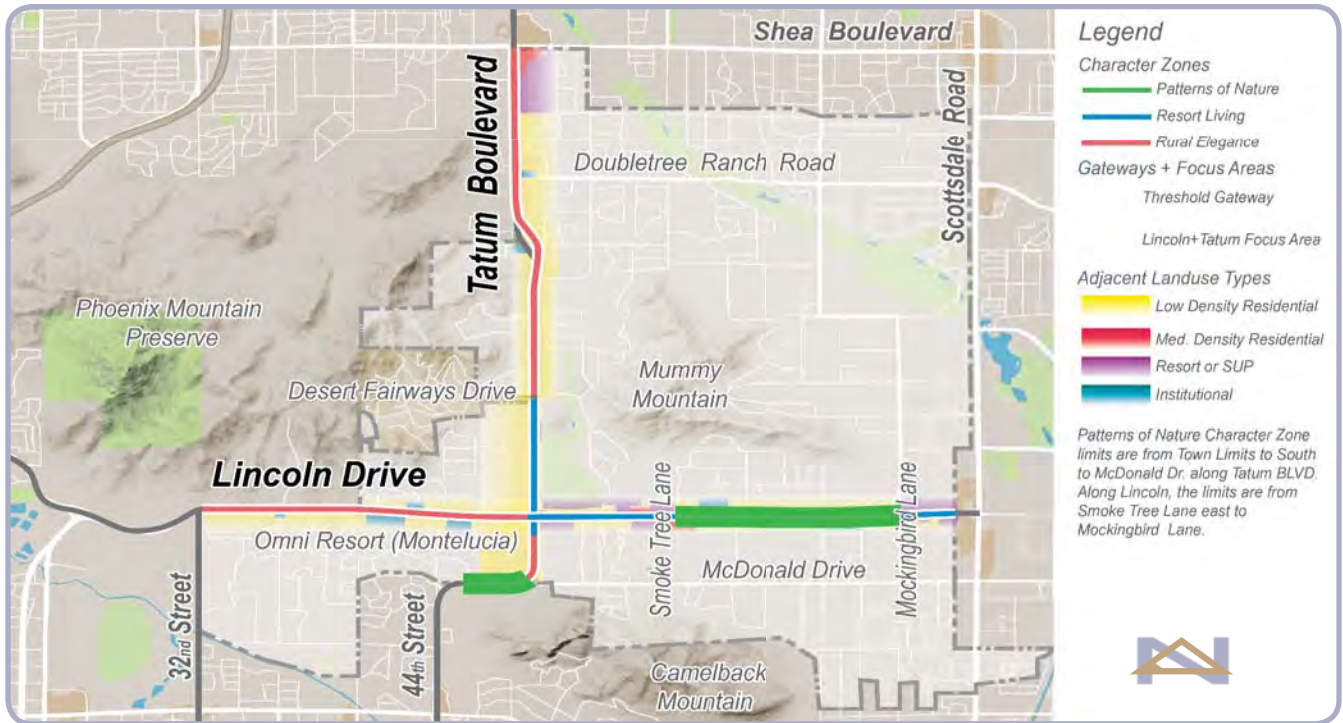 Shea Boulevard
Tatum Boulevard
Scottsdale Road
Doubletree Ranch Road
Phoenix Mountain
Preserve
Desert Fairways Drive
Mummy
Mountain
Lincoln Drive
Omni Resort (Montelucia)
Smoke Tree Lane
Mockingbird Lane
McDonald Drive
32nd Street
44th Street
Camelback
Mountain
Legend
Character Zones
Patterns of Nature
Resort Living
Rural Elegance
Gateways + Focus Areas
Threshold Gateway
Lincoln+Tatum Focus Area
Adjacent Landuse Types
Low Density Residential
Med. Density Residential
Resort or SUP
Institutional
Patterns of Nature Character Zone
limits are from Town Limits to South
to McDonald Dr. along Tatum BLVD.
Along Lincoln, the limits are from
Smoke Tree Lane east to
Mockingbird Lane.
N